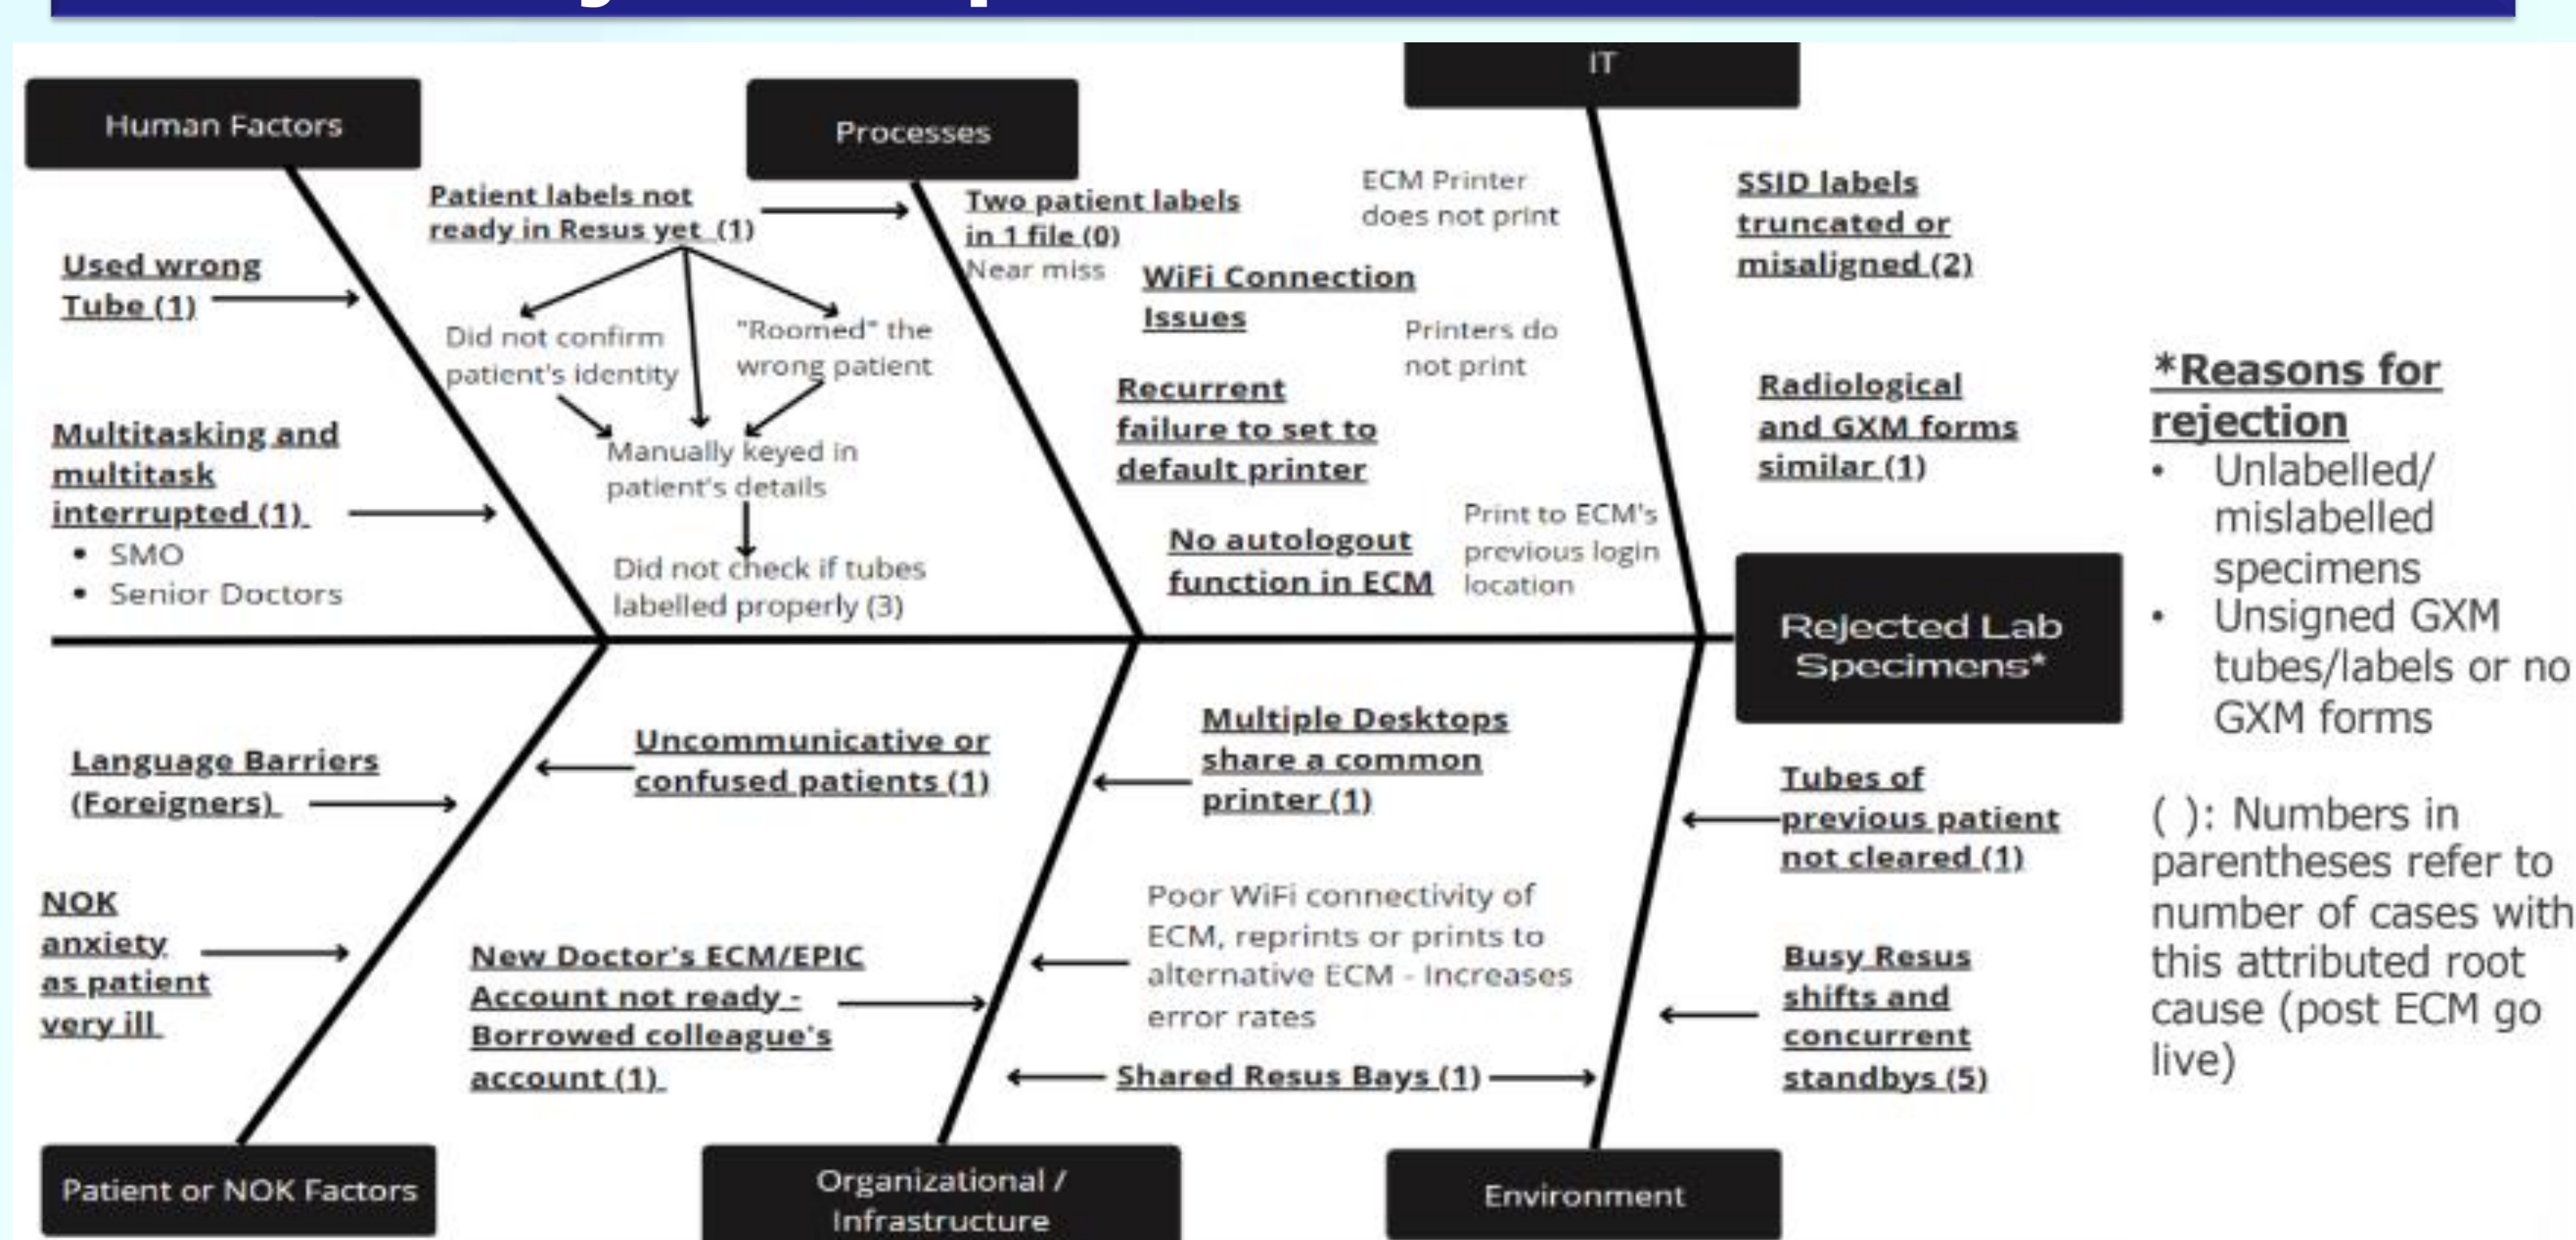 IT
Human Factors
Processes
Patient labels not
ready in Resus yet (1)
Two patient labels
in 1 file (0)
Near miss
ECM Printer
does not print
SSID labels
truncated or
misaligned (2)
Used wrong
Tube (1)
WiFi Connection
Issues
Did not confirm
patient's identity
"Roomed" the
wrong patient
Printers do
not print
Recurrent
failure to set to
default printer
Radiological
and GXM forms
similar (1)
Multitasking and
multitask
interrupted (1)
• SMO
• Senior Doctors
Manually keyed in
patient's details
Did not check if tubes
labelled properly (3)
No autologout
function in ECM
Print to ECM's
previous login
location
Rejected Lab
Specimens*
*Reasons for
rejection
• Unlabelled/
mislabelled
specimens
• Unsigned GXM
tubes/labels or no
GXM forms
( ): Numbers in
parentheses refer to
number of cases with
this attributed root
cause (post ECM go
live)
Language Barriers
(Foreigners)
Uncommunicative or
confused patients (1)
Multiple Desktops
share a common
printer (1)
Tubes of
previous patient
not cleared (1)
NOK
anxiety
as patient
very ill
New Doctor's ECM/EPIC
Account not ready -
Borrowed colleague's
account (1)
Poor WiFi connectivity of
ECM, reprints or prints to
alternative ECM - Increases
error rates
Shared Resus Bays (1)
Busy Resus
shifts and
concurrent
standbys (5)
Patient or NOK Factors
Organizational /
Infrastructure
Environment